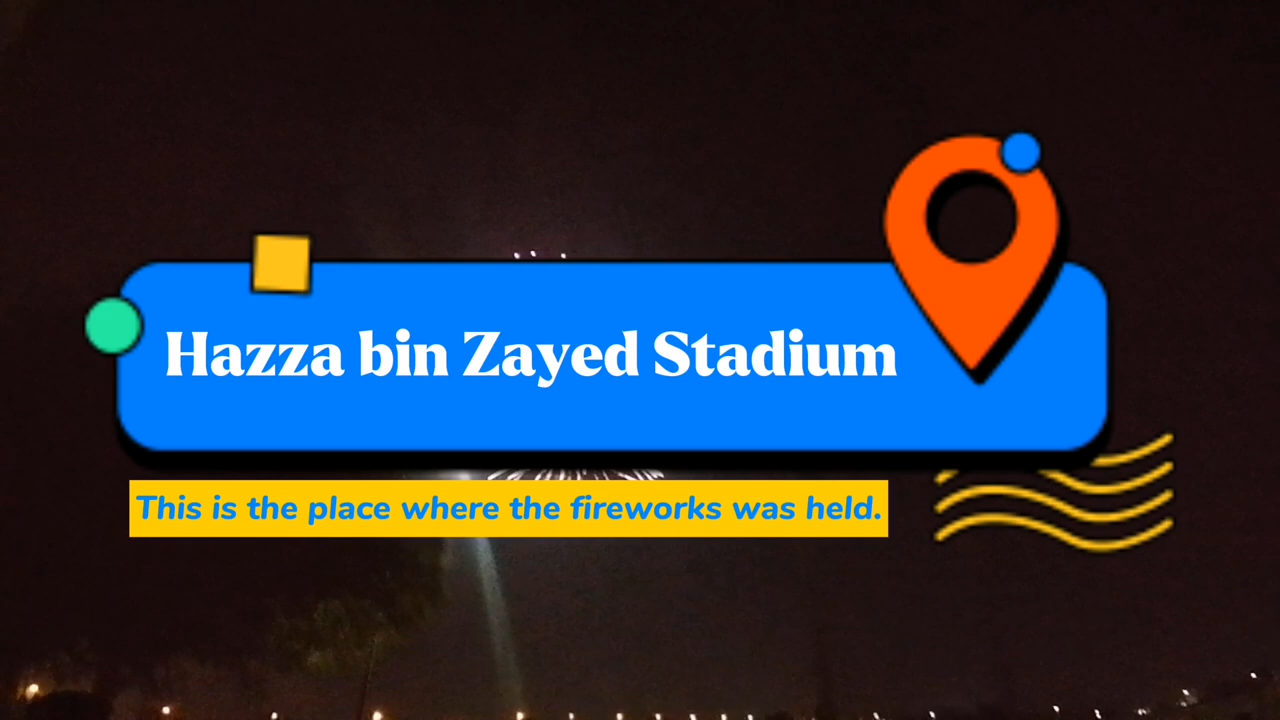 Hazza bin Zayed Stadium
This is the place where the fireworks was held.